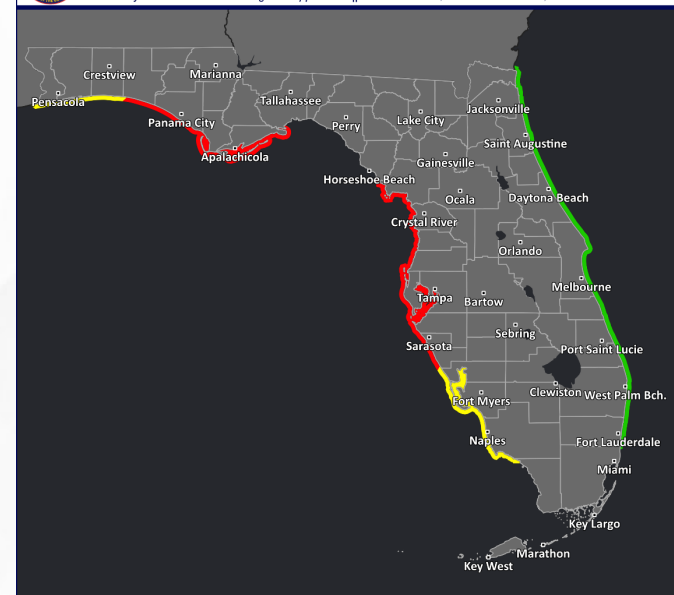 Crestview
Marianna
Pensacola
Tallahassee
Panama City
Jacksonville
Perry
Lake City
Saint Augustine
Apalachicola
Gainesville
Horseshoe Beach
Ocala
Daytona Beach
Crystal River
Orlando
Melbourne
Tampa
Bartow
Sebring
Sarasota
Port Saint Lucie
Clewiston
West Palm Bch.
Fort Myers
Naples
Fort Lauderdale
Miami
Key Largo
Marathon
Key West